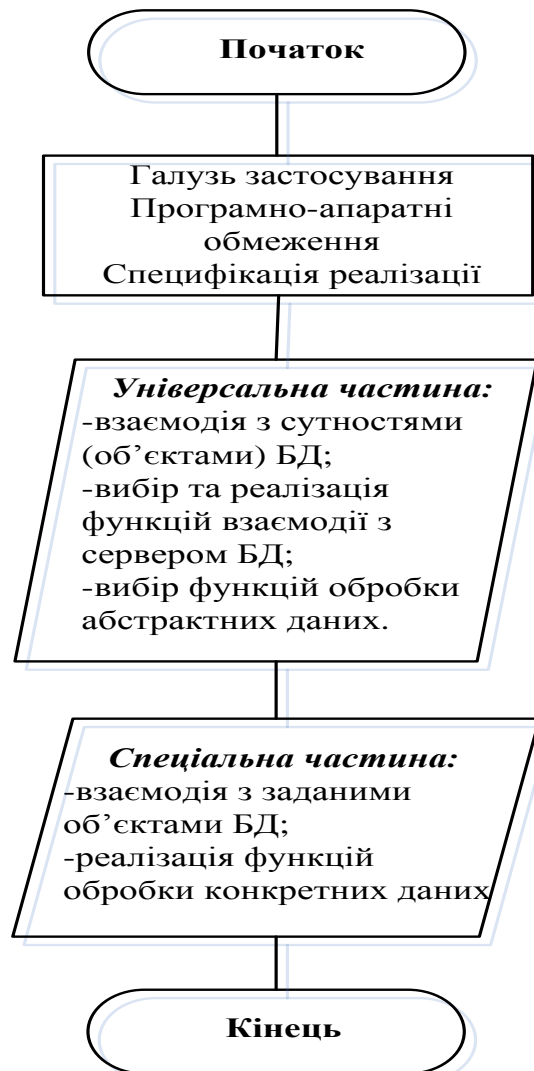 Початок
Галузь застосування
Програмно-апаратні
обмеження
Специфікація реалізації
Універсальна частина:
-взаємодія з сутностями
(об’єктами) БД;
-вибір та реалізація
функцій взаємодії з
сервером БД;
-вибір функцій обробки
абстрактних даних.
Спеціальна частина:
-взаємодія з заданими
об’єктами БД;
-реалізація функцій
обробки конкретних даних
Кінець